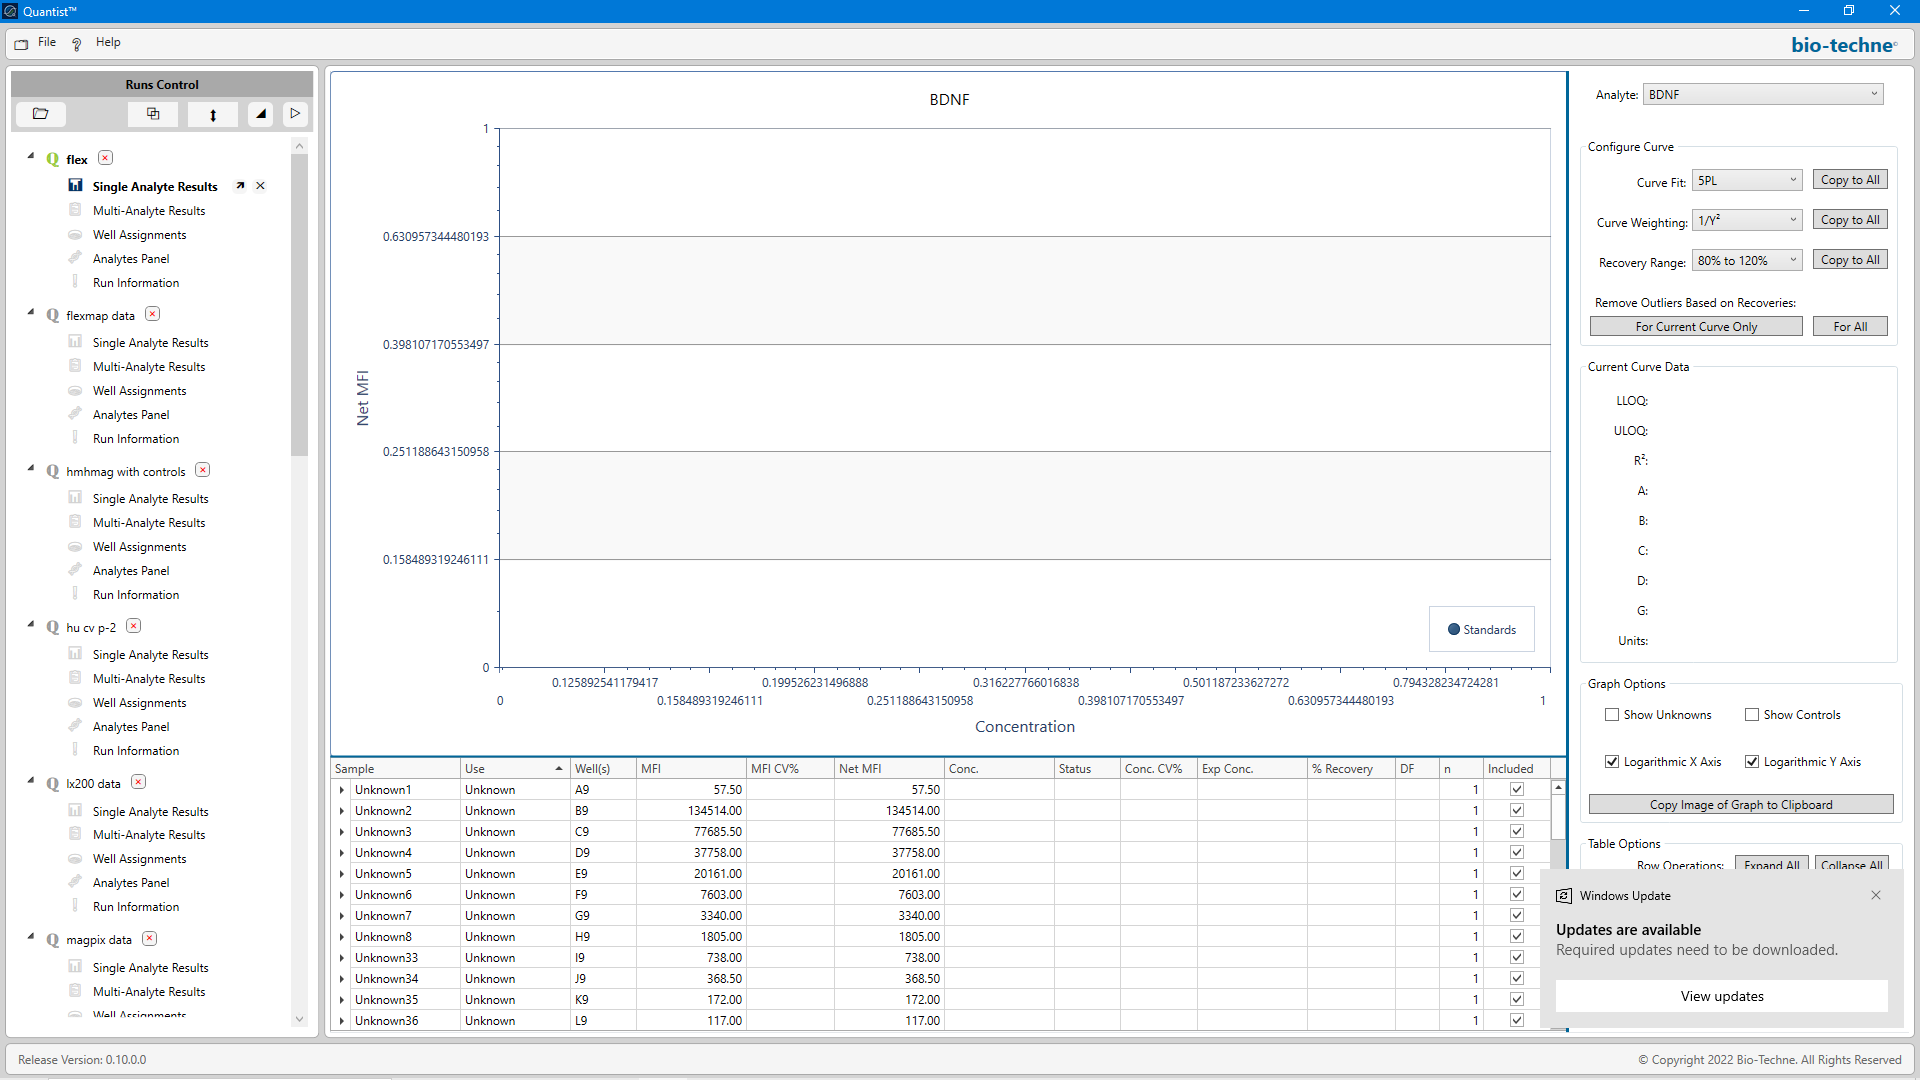 Quantist™
File
Help
bio-techne
Runs Control
flex
Single Analyte Results
Multi-Analyte Results
Well Assignments
Analytes Panel
Run Information
flexmap data
Single Analyte Results
Multi-Analyte Results
Well Assignments
Analytes Panel
Run Information
hmhmag with controls
Single Analyte Results
Multi-Analyte Results
Well Assignments
Analytes Panel
Run Information
hu cv p-2
Single Analyte Results
Multi-Analyte Results
Well Assignments
Analytes Panel
Run Information
lx200 data
Single Analyte Results
Multi-Analyte Results
Well Assignments
Analytes Panel
Run Information
magpix data
Single Analyte Results
Multi-Analyte Results
Well Assignments
BDNF
1
0.630957344480193
0.398107170553497
0.251188643150958
0.158489319246111
0
Net MFI
0.125892541179417 0.199526231496888 0.316227766016838 0.501187233627272 0.794328234724281
0 0.158489319246111 0.251188643150958 0.398107170553497 0.630957344480193 1
Concentration
Standards
Sample Use Well(s) MFI MFI CV% Net MFI Conc. Status Conc. CV% Exp Conc. % Recovery DF n Included
Unknown1 Unknown A9 57.50 57.50 1
Unknown2 Unknown B9 134514.00 134514.00 1
Unknown3 Unknown C9 77685.50 77685.50 1
Unknown4 Unknown D9 37758.00 37758.00 1
Unknown5 Unknown E9 20161.00 20161.00 1
Unknown6 Unknown F9 7603.00 7603.00 1
Unknown7 Unknown G9 3340.00 3340.00 1
Unknown8 Unknown H9 1805.00 1805.00 1
Unknown33 Unknown I9 738.00 738.00 1
Unknown34 Unknown J9 368.50 368.50 1
Unknown35 Unknown K9 172.00 172.00 1
Unknown36 Unknown L9 117.00 117.00 1
Analyte: BDNF
Configure Curve
Curve Fit: 5PL Copy to All
Curve Weighting: 1/Y² Copy to All
Recovery Range: 80% to 120% Copy to All
Remove Outliers Based on Recoveries:
For Current Curve Only For All
Current Curve Data
LLOQ:
ULOQ:
R²:
A:
B:
C:
D:
G:
Units:
Graph Options
Show Unknowns Show Controls
Logarithmic X Axis Logarithmic Y Axis
Copy Image of Graph to Clipboard
Table Options
Row Operations: Expand All Collapse All
Windows Update
Updates are available
Required updates need to be downloaded.
View updates
Release Version: 0.10.0.0
© Copyright 2022 Bio-Techne. All Rights Reserved